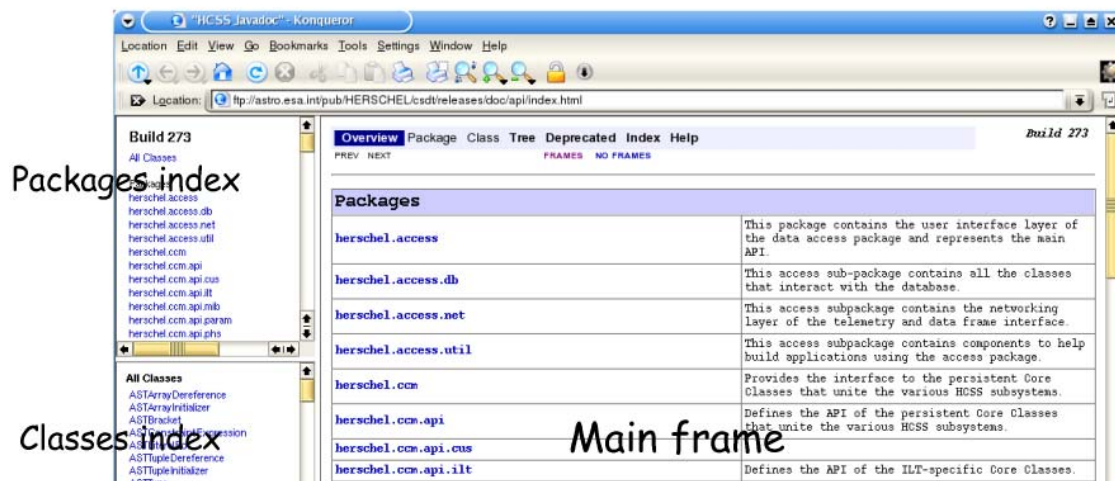 "HCSS Javadoc" - Konqueror
Location Edit View Go Bookmarks Tools Settings Window Help
Location: ftp://astro.esa.int/pub/HERSCHEL/csdt/releases/doc/api/index.html
Build 273
All Classes
Packages
Packages index
herschel.access
herschel.access.db
herschel.access.net
herschel.access.util
herschel.ccm
herschel.ccm.api
herschel.ccm.api.cus
herschel.ccm.api.ilt
herschel.ccm.api.mib
herschel.ccm.api.param
herschel.ccm.api.phs
All Classes
ASTArrayDereference
ASTArrayInitializer
ASTBracket
Classes index
ASTTupleDereference
ASTTupleInitializer
Overview Package Class Tree Deprecated Index Help
Build 273
PREV NEXT
FRAMES NO FRAMES
Packages
herschel.access
This package contains the user interface layer of
the data access package and represents the main
API.
herschel.access.db
This access sub-package contains all the classes
that interact with the database.
herschel.access.net
This access subpackage contains the networking
layer of the telemetry and data frame interface.
herschel.access.util
This access subpackage contains components to help
build applications using the access package.
herschel.ccm
Provides the interface to the persistent Core
Classes that unite the various HCSS subsystems.
herschel.ccm.api
Defines the API of the persistent Core Classes
that unite the various HCSS subsystems.
Main frame
herschel.ccm.api.cus
herschel.ccm.api.ilt
Defines the API of the ILT-specific Core Classes.